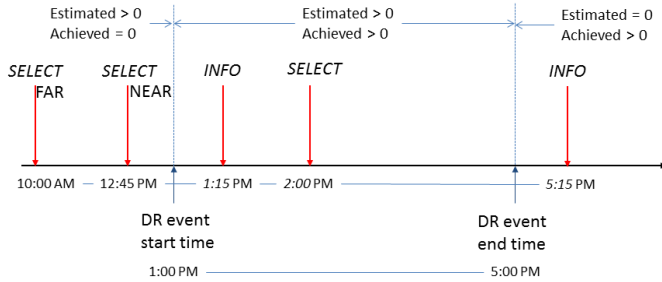 Estimated > 0
Achieved = 0
Estimated > 0
Achieved > 0
Estimated = 0
Achieved > 0
SELECT
FAR
SELECT
NEAR
INFO
SELECT
INFO
10:00 AM – 12:45 PM – 1:15 PM – 2:00 PM 5:15 PM
DR event
start time
DR event
end time
1:00 PM 5:00 PM